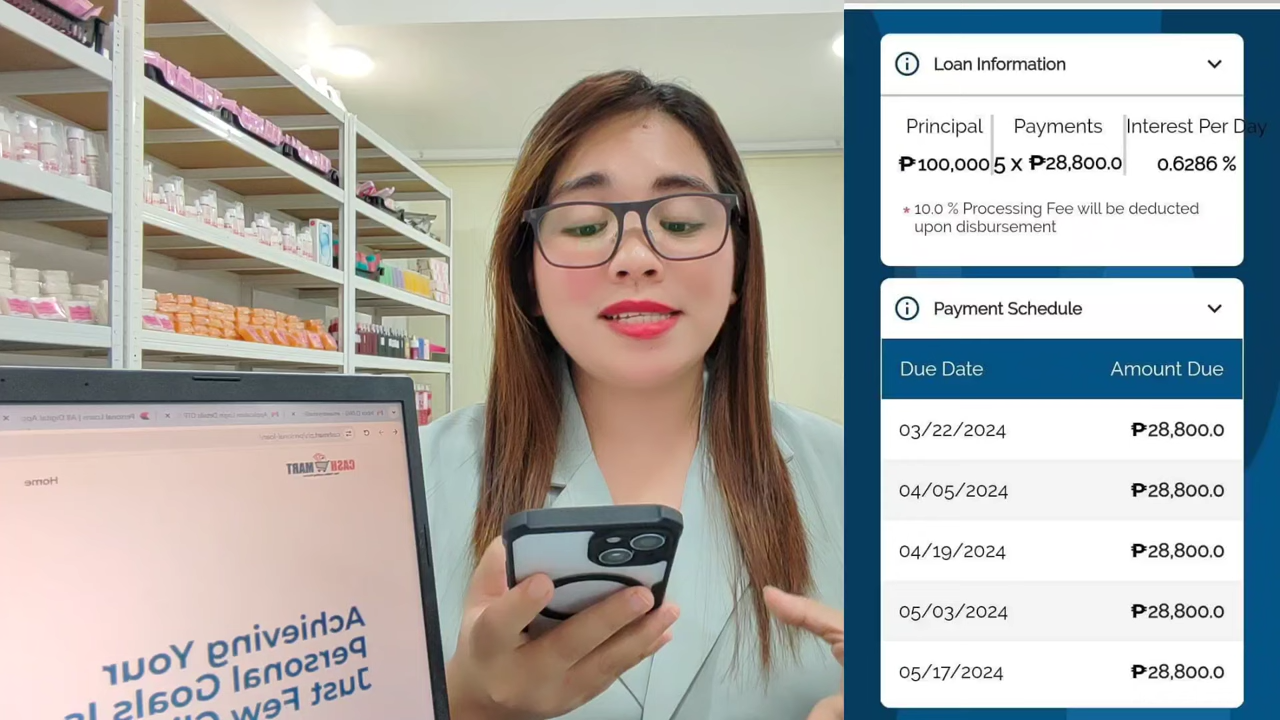 Loan Information
Principal Payments Interest Per Day
₱100,000 5 x ₱28,800.0 0.6286 %
* 10.0 % Processing Fee will be deducted
upon disbursement
Payment Schedule
Due Date Amount Due
03/22/2024 ₱28,800.0
04/05/2024 ₱28,800.0
04/19/2024 ₱28,800.0
05/03/2024 ₱28,800.0
05/17/2024 ₱28,800.0
CASH MART
Home
Achieving Your
Personal Goals Is
Just Few